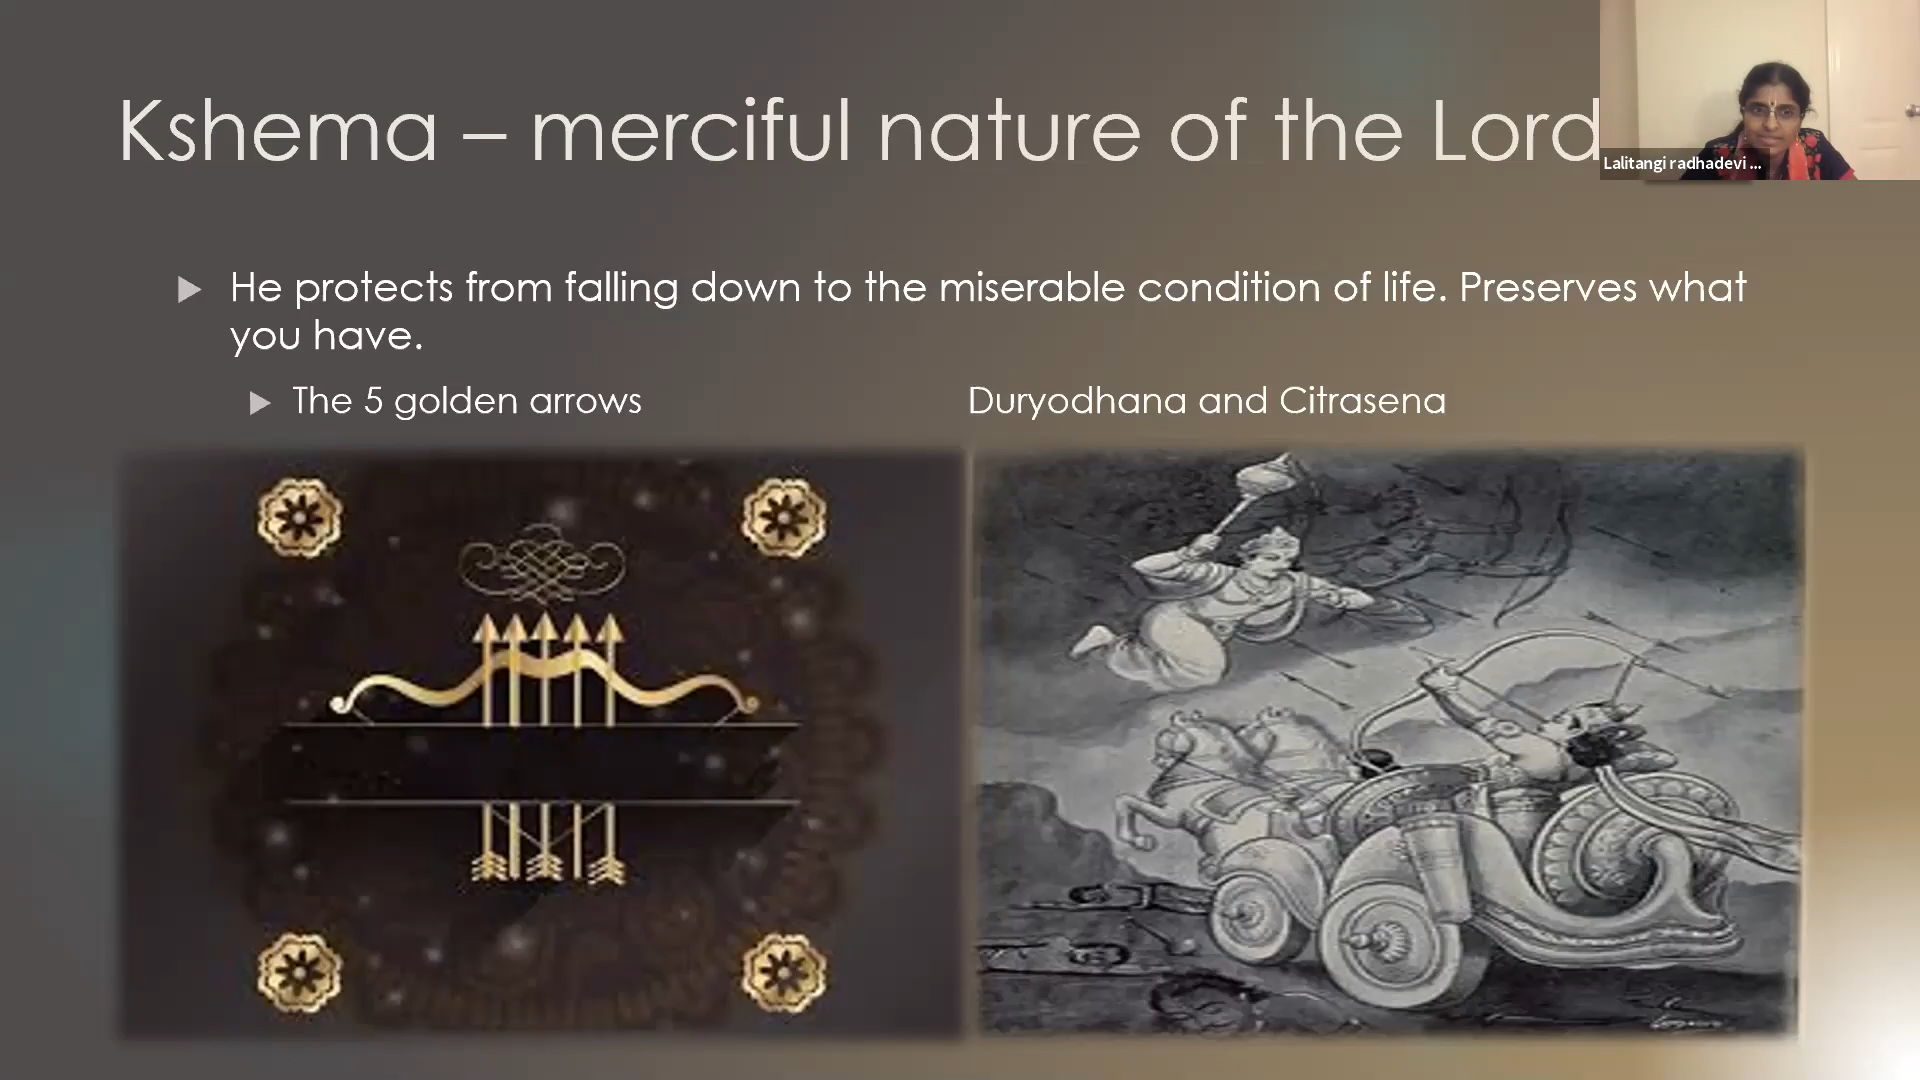 Kshema – merciful nature of the Lord
Lalitangi radhadevi ...
He protects from falling down to the miserable condition of life. Preserves what
you have.
The 5 golden arrows
Duryodhana and Citrasena